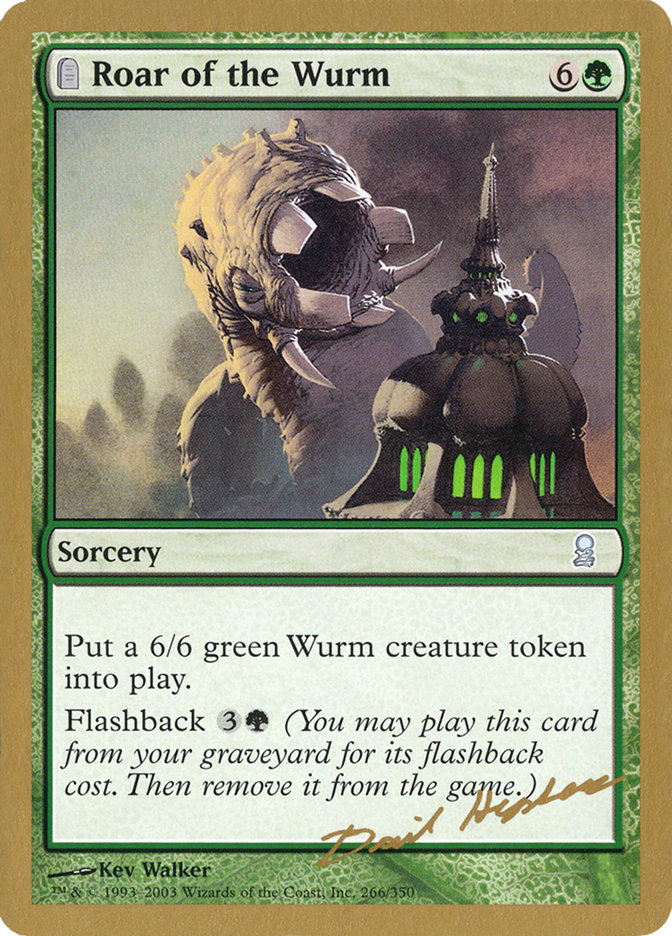 Roar of the Wurm 6
Sorcery
Put a 6/6 green Wurm creature token
into play.
Flashback 3 (You may play this card
from your graveyard for its flashback
cost. Then remove it from the game.)
Kev Walker
™ & © 1993–2003 Wizards of the Coast, Inc. 266/350